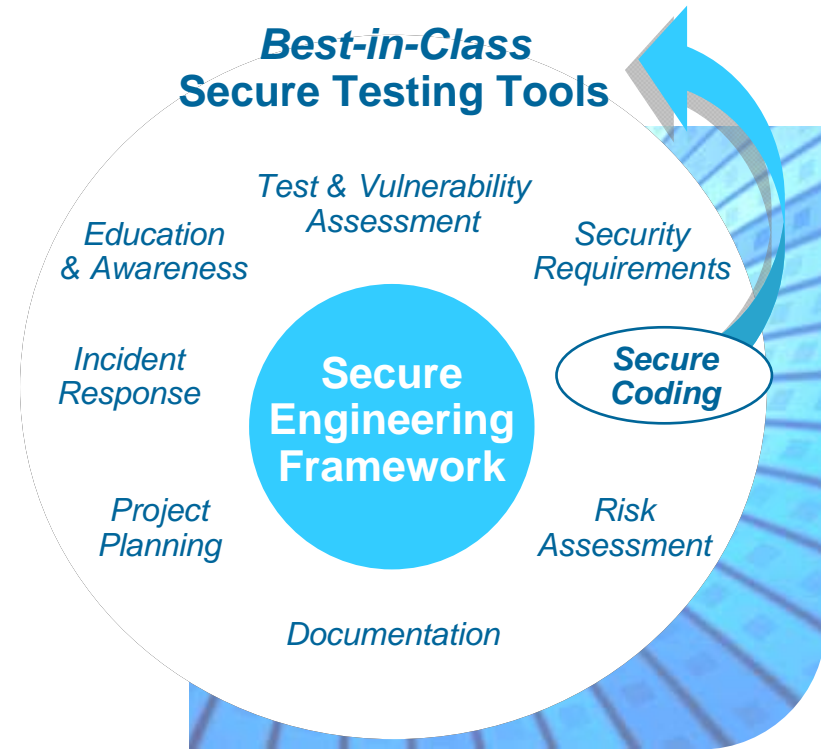 Best-in-Class
Secure Testing Tools
Test & Vulnerability
Assessment
Education
& Awareness
Security
Requirements
Incident
Response
Secure
Engineering
Framework
Secure
Coding
Project
Planning
Risk
Assessment
Documentation